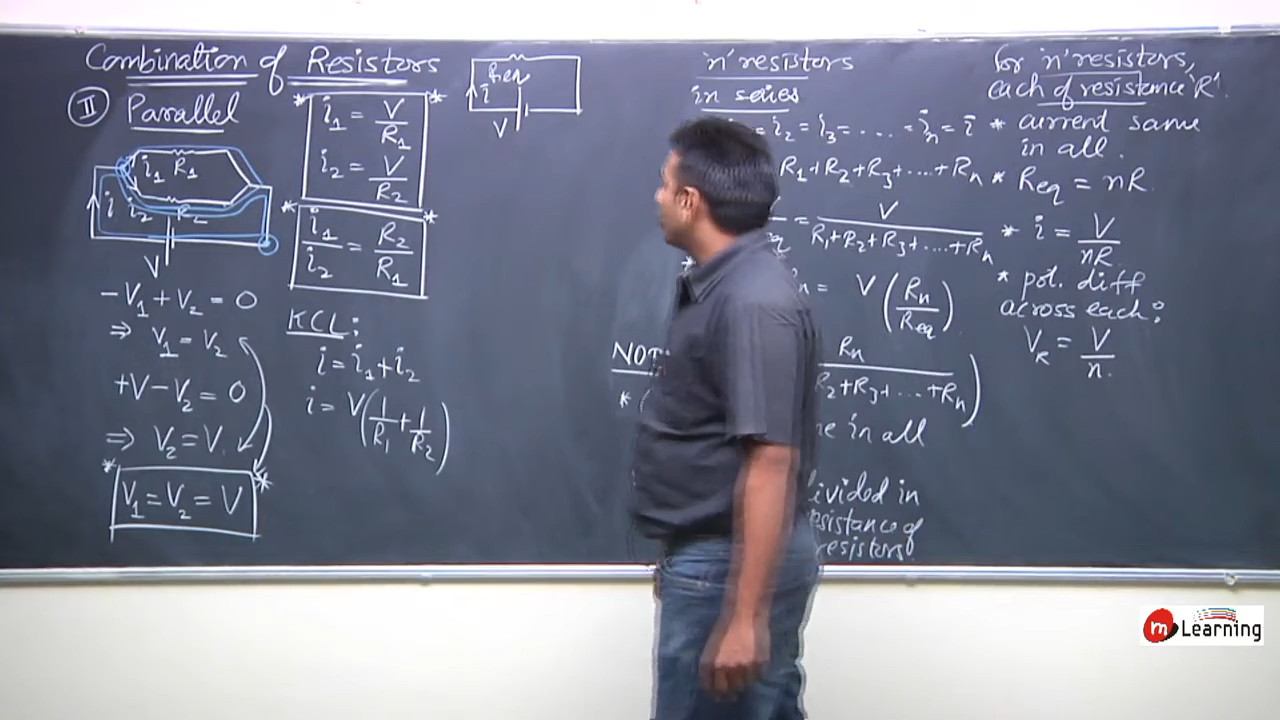 Combination of Resistors
II Parallel
i₁ R₁
i i₂ R₂
V
-V₁ + V₂ = 0
⇒ V₁ = V₂
+V - V₂ = 0
⇒ V₂ = V
* V₁ = V₂ = V *
* i₁ = V/R₁ *
i₂ = V/R₂
* i₁/i₂ = R₂/R₁ *
KCL:
i = i₁ + i₂
i = V(1/R₁ + 1/R₂)
Req
i
V
'n' resistors
in series
= i₂ = i₃ = .... = iₙ = i
R₁ + R₂ + R₃ + .... + Rₙ
= V/(R₁ + R₂ + R₃ + .... + Rₙ)
= V(Rₙ/Req)
Rₙ/(R₂ + R₃ + .... + Rₙ)
*
in all
divided in
resistance of
resistors
for 'n' resistors,
each of resistance 'R'.
* current same
in all.
* Req = nR
* i = V/nR
* pot. diff
across each:
V_R = V/n
m Learning